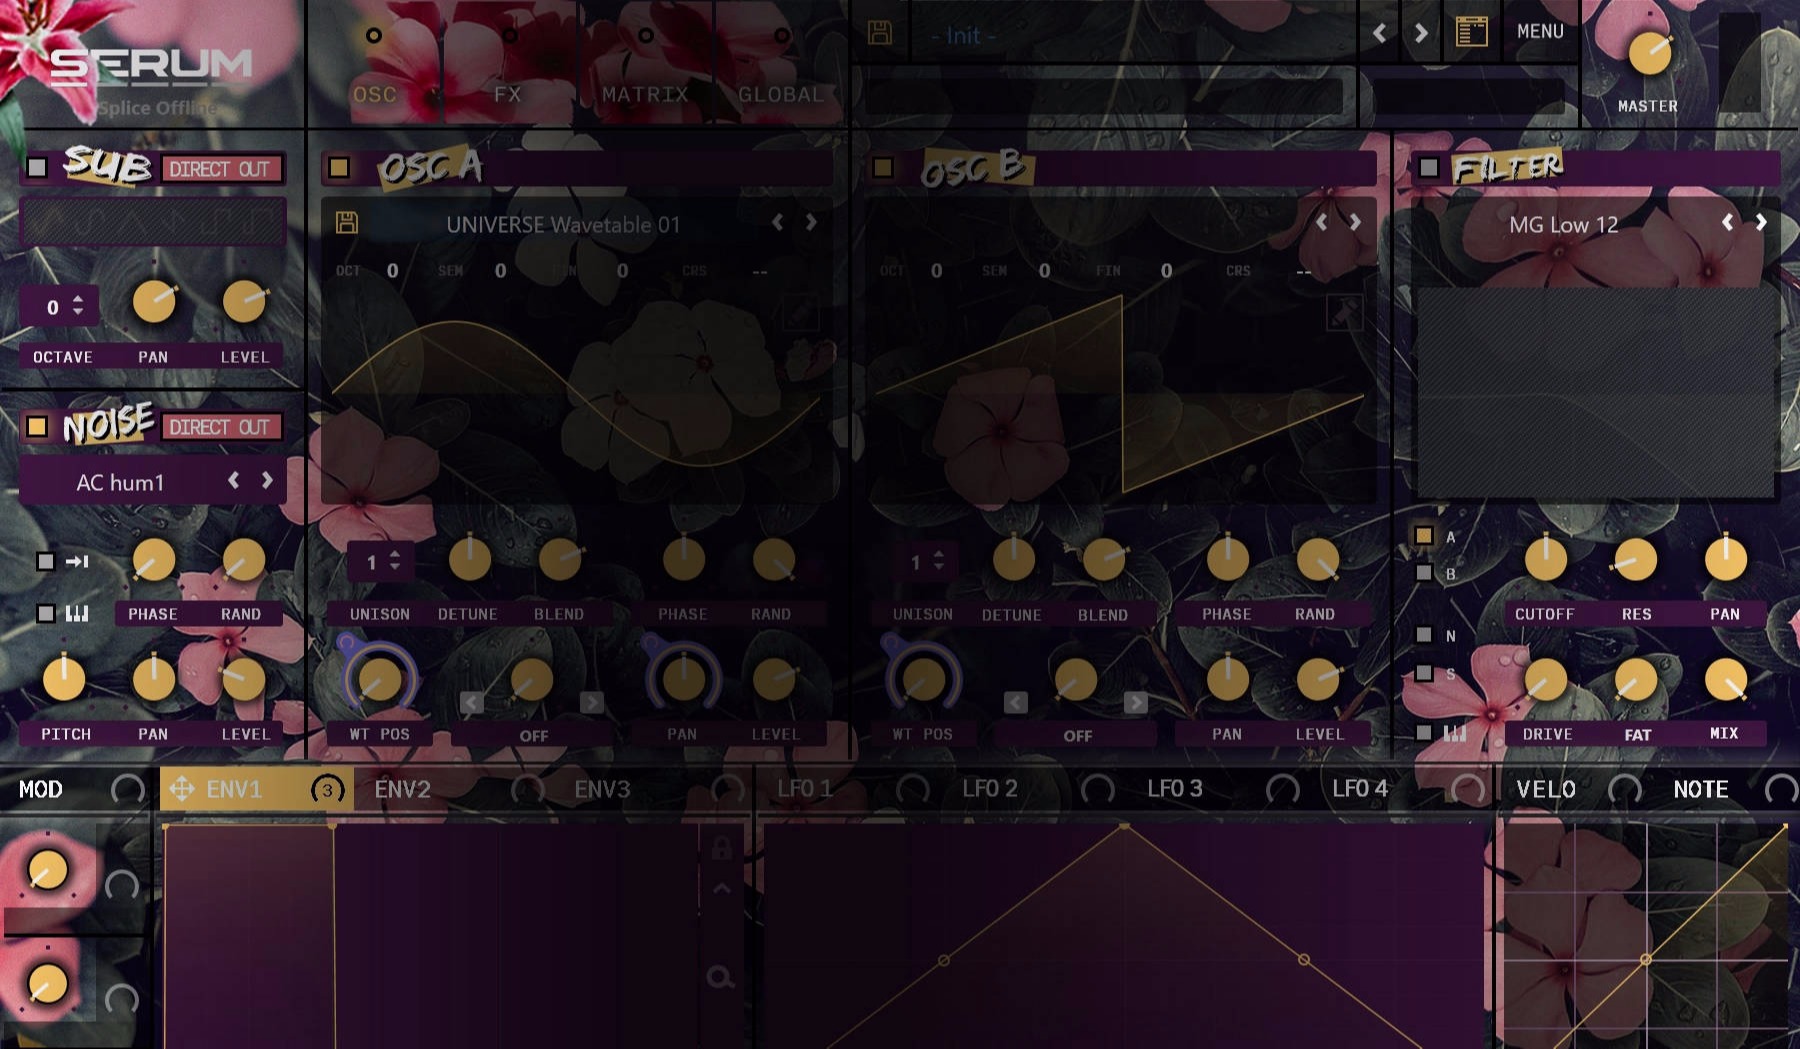 SERUM
Splice Offline
OSC FX MATRIX GLOBAL
- Init -
MENU
MASTER
SUB DIRECT OUT
OSC A
OSC B
FILTER
UNIVERSE Wavetable 01
MG Low 12
OCT 0 SEM 0 FIN 0 CRS --
OCT 0 SEM 0 FIN 0 CRS --
0
OCTAVE PAN LEVEL
NOISE DIRECT OUT
AC hum1
A
B
N
S
1
1
PHASE RAND
UNISON DETUNE BLEND PHASE RAND
UNISON DETUNE BLEND PHASE RAND
CUTOFF RES PAN
PITCH PAN LEVEL
WT POS OFF PAN LEVEL
WT POS OFF PAN LEVEL
DRIVE FAT MIX
MOD ENV1 3 ENV2 ENV3 LFO 1 LFO 2 LFO 3 LFO 4 VELO NOTE